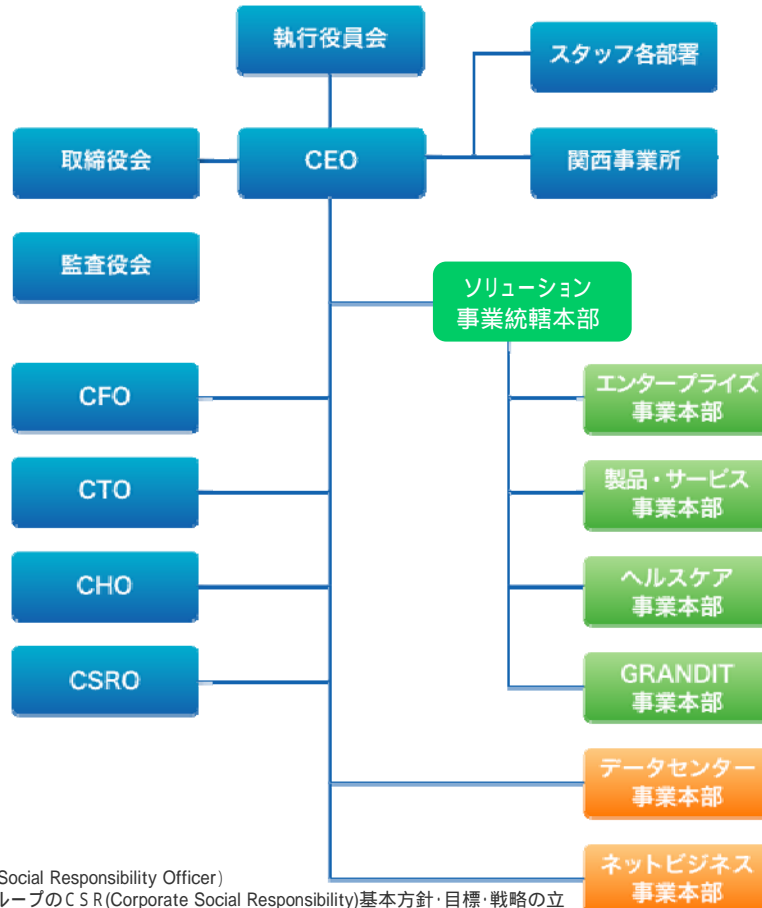 執行役員会
スタッフ各部署
取締役会
CEO
関西事業所
監査役会
ソリューション
事業統轄本部
CFO
エンタープライズ
事業本部
CTO
製品・サービス
事業本部
CHO
ヘルスケア
事業本部
CSRO
GRANDIT
事業本部
データセンター
事業本部
ネットビジネス
事業本部
Social Responsibility Officer)
ループのCSR(Corporate Social Responsibility)基本方針・目標・戦略の立